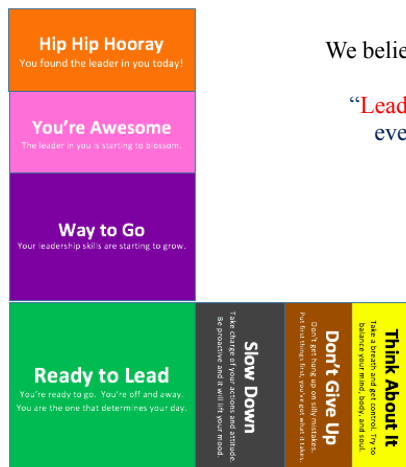 Hip Hip Hooray
You found the leader in you today!
You're Awesome
The leader in you is starting to blossom.
Way to Go
Your leadership skills are starting to grow.
Ready to Lead
You're ready to go. You're off and away.
You are the one that determines your day.
Slow Down
Take charge of your actions and attitude.
Be proactive and it will lift your mood.
Don't Give Up
Don't get hung up on silly mistakes.
Put first things first, you've got what it takes.
Think About It
Take a breath and get control. Try to
balance your mind, body, and soul.
We belie
"Lead
eve